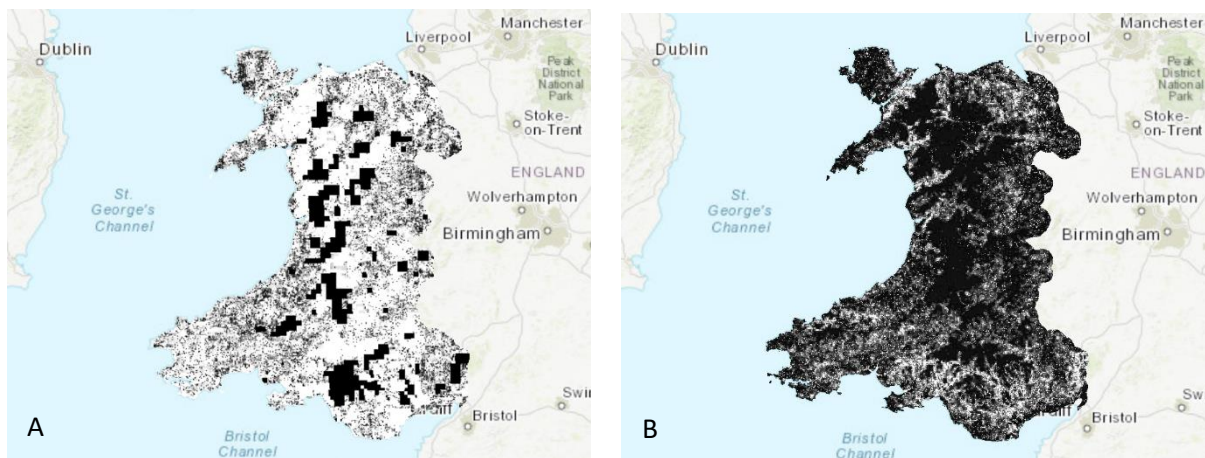 Manchester
Liverpool
Dublin
Peak
District
National
Park
Stoke-
on-Trent
ENGLAND
St.
George's
Channel
Wolverhampton
Birmingham
Swi
Bristol
Bristol
Channel
A
Manchester
Liverpool
Dublin
Peak
District
National
Park
Stoke-
on-Trent
ENGLAND
St.
George's
Channel
Wolverhampton
Birmingham
Sw
Bristol
Bristol
Channel
B